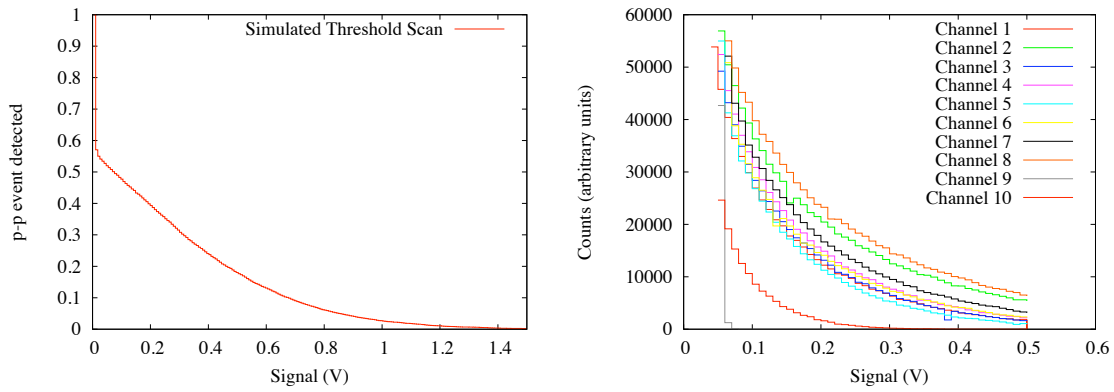 1
0.9
0.8
0.7
0.6
0.5
0.4
0.3
0.2
0.1
0
p-p event detected
Simulated Threshold Scan
0 0.2 0.4 0.6 0.8 1.0 1.2 1.4
Signal (V)
60000
50000
40000
30000
20000
10000
0
Counts (arbitrary units)
Channel 1
Channel 2
Channel 3
Channel 4
Channel 5
Channel 6
Channel 7
Channel 8
Channel 9
Channel 10
0 0.1 0.2 0.3 0.4 0.5 0.6
Signal (V)